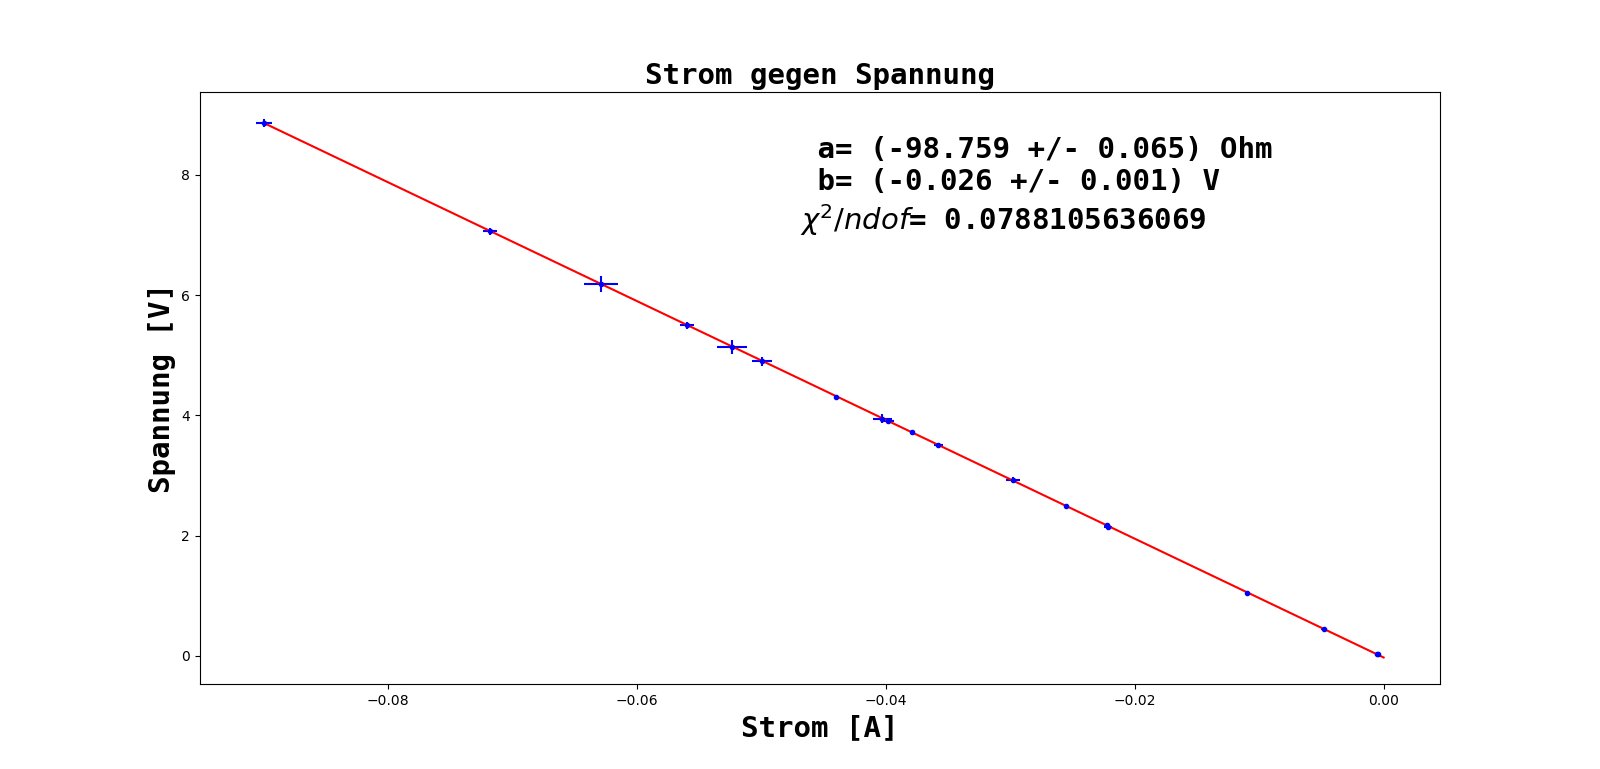 Strom gegen Spannung
a= (-98.759 +/- 0.065) Ohm
b= (-0.026 +/- 0.001) V
χ²/ndof= 0.0788105636069
Spannung [V]
8
6
4
2
0
−0.08 −0.06 −0.04 −0.02 0.00
Strom [A]